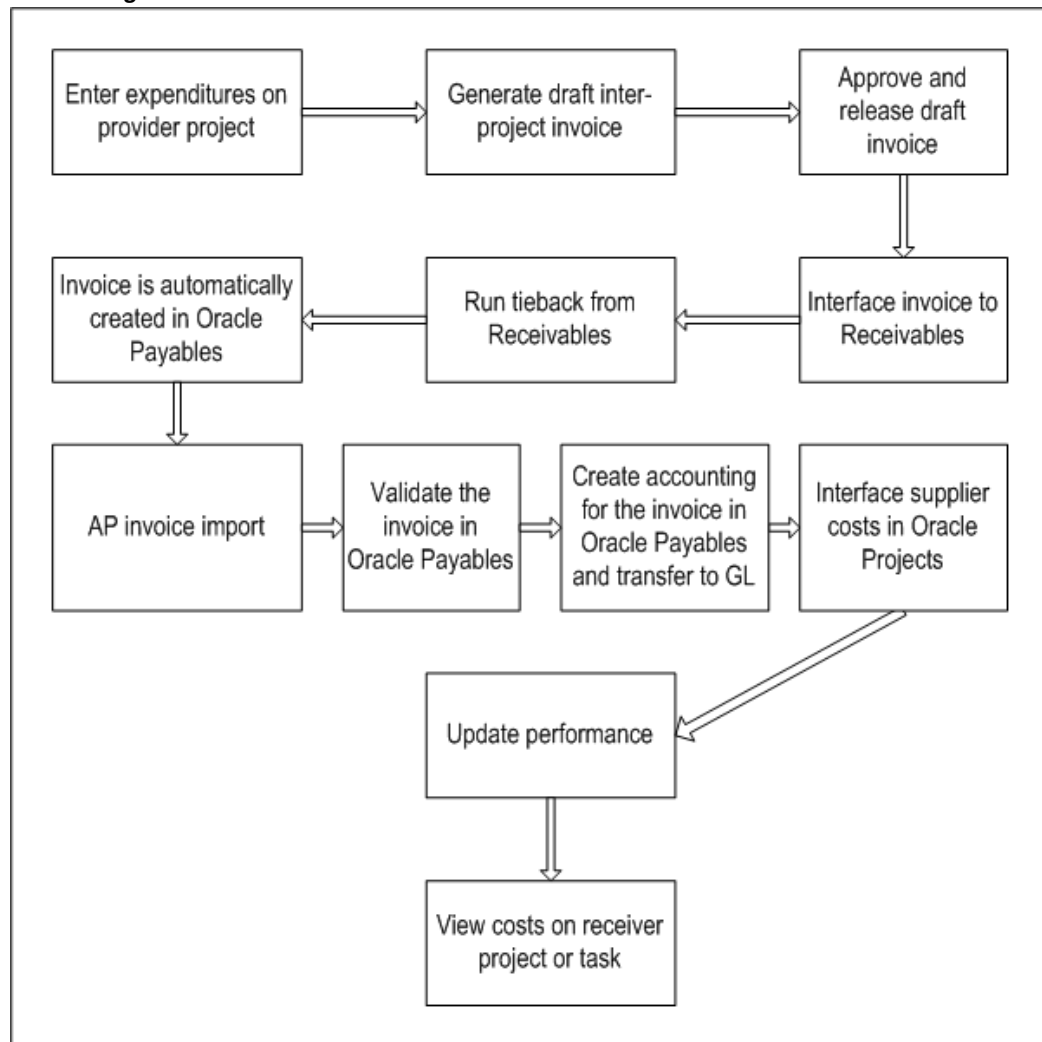 Enter expenditures on
provider project
Generate draft inter-
project invoice
Approve and
release draft
invoice
Invoice is automatically
created in Oracle
Payables
Run tieback from
Receivables
Interface invoice to
Receivables
AP invoice import
Validate the
invoice in
Oracle Payables
Create accounting
for the invoice in
Oracle Payables
and transfer to GL
Interface supplier
costs in Oracle
Projects
Update performance
View costs on receiver
project or task